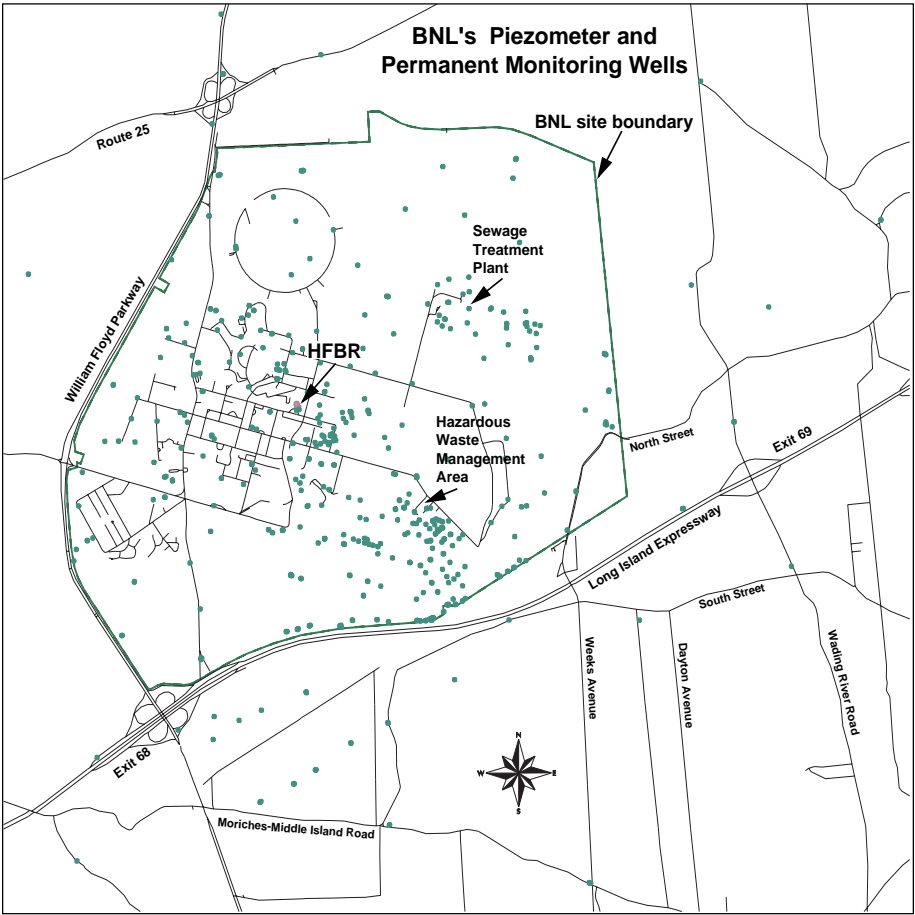 BNL's Piezometer and
Permanent Monitoring Wells
BNL site boundary
Route 25
Sewage
Treatment
Plant
William Floyd Parkway
HFBR
Hazardous
Waste
Management
Area
North Street
Exit 69
Long Island Expressway
South Street
Weeks Avenue
Dayton Avenue
Wading River Road
Exit 68
N
W
E
S
Moriches-Middle Island Road